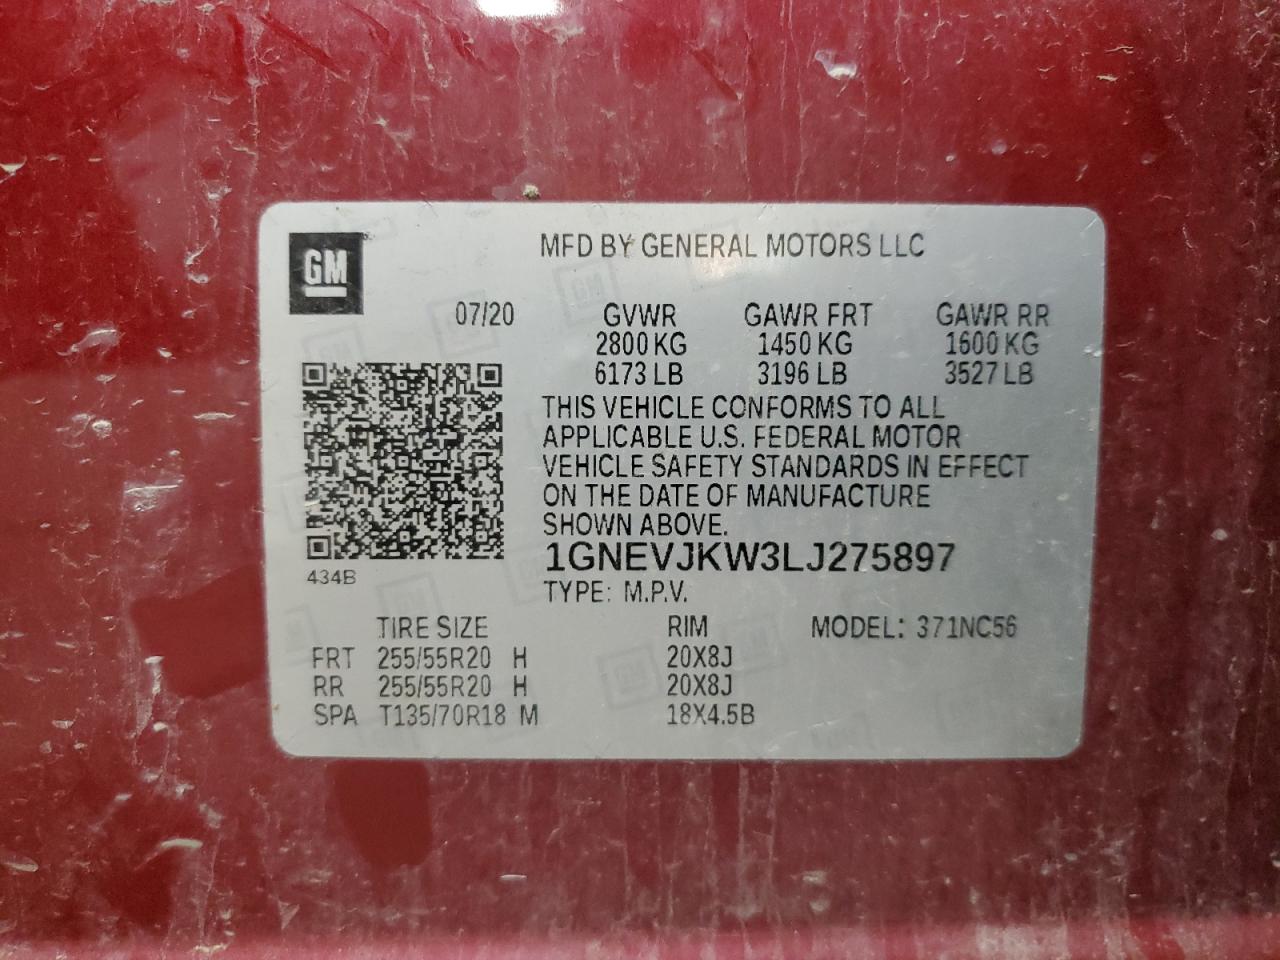 GM
MFD BY GENERAL MOTORS LLC
07/20 GVWR GAWR FRT GAWR RR
2800 KG 1450 KG 1600 KG
6173 LB 3196 LB 3527 LB
THIS VEHICLE CONFORMS TO ALL
APPLICABLE U.S. FEDERAL MOTOR
VEHICLE SAFETY STANDARDS IN EFFECT
ON THE DATE OF MANUFACTURE
SHOWN ABOVE.
1GNEVJKW3LJ275897
434B
TYPE: M.P.V.
TIRE SIZE RIM MODEL: 371NC56
FRT 255/55R20 H 20X8J
RR 255/55R20 H 20X8J
SPA T135/70R18 M 18X4.5B